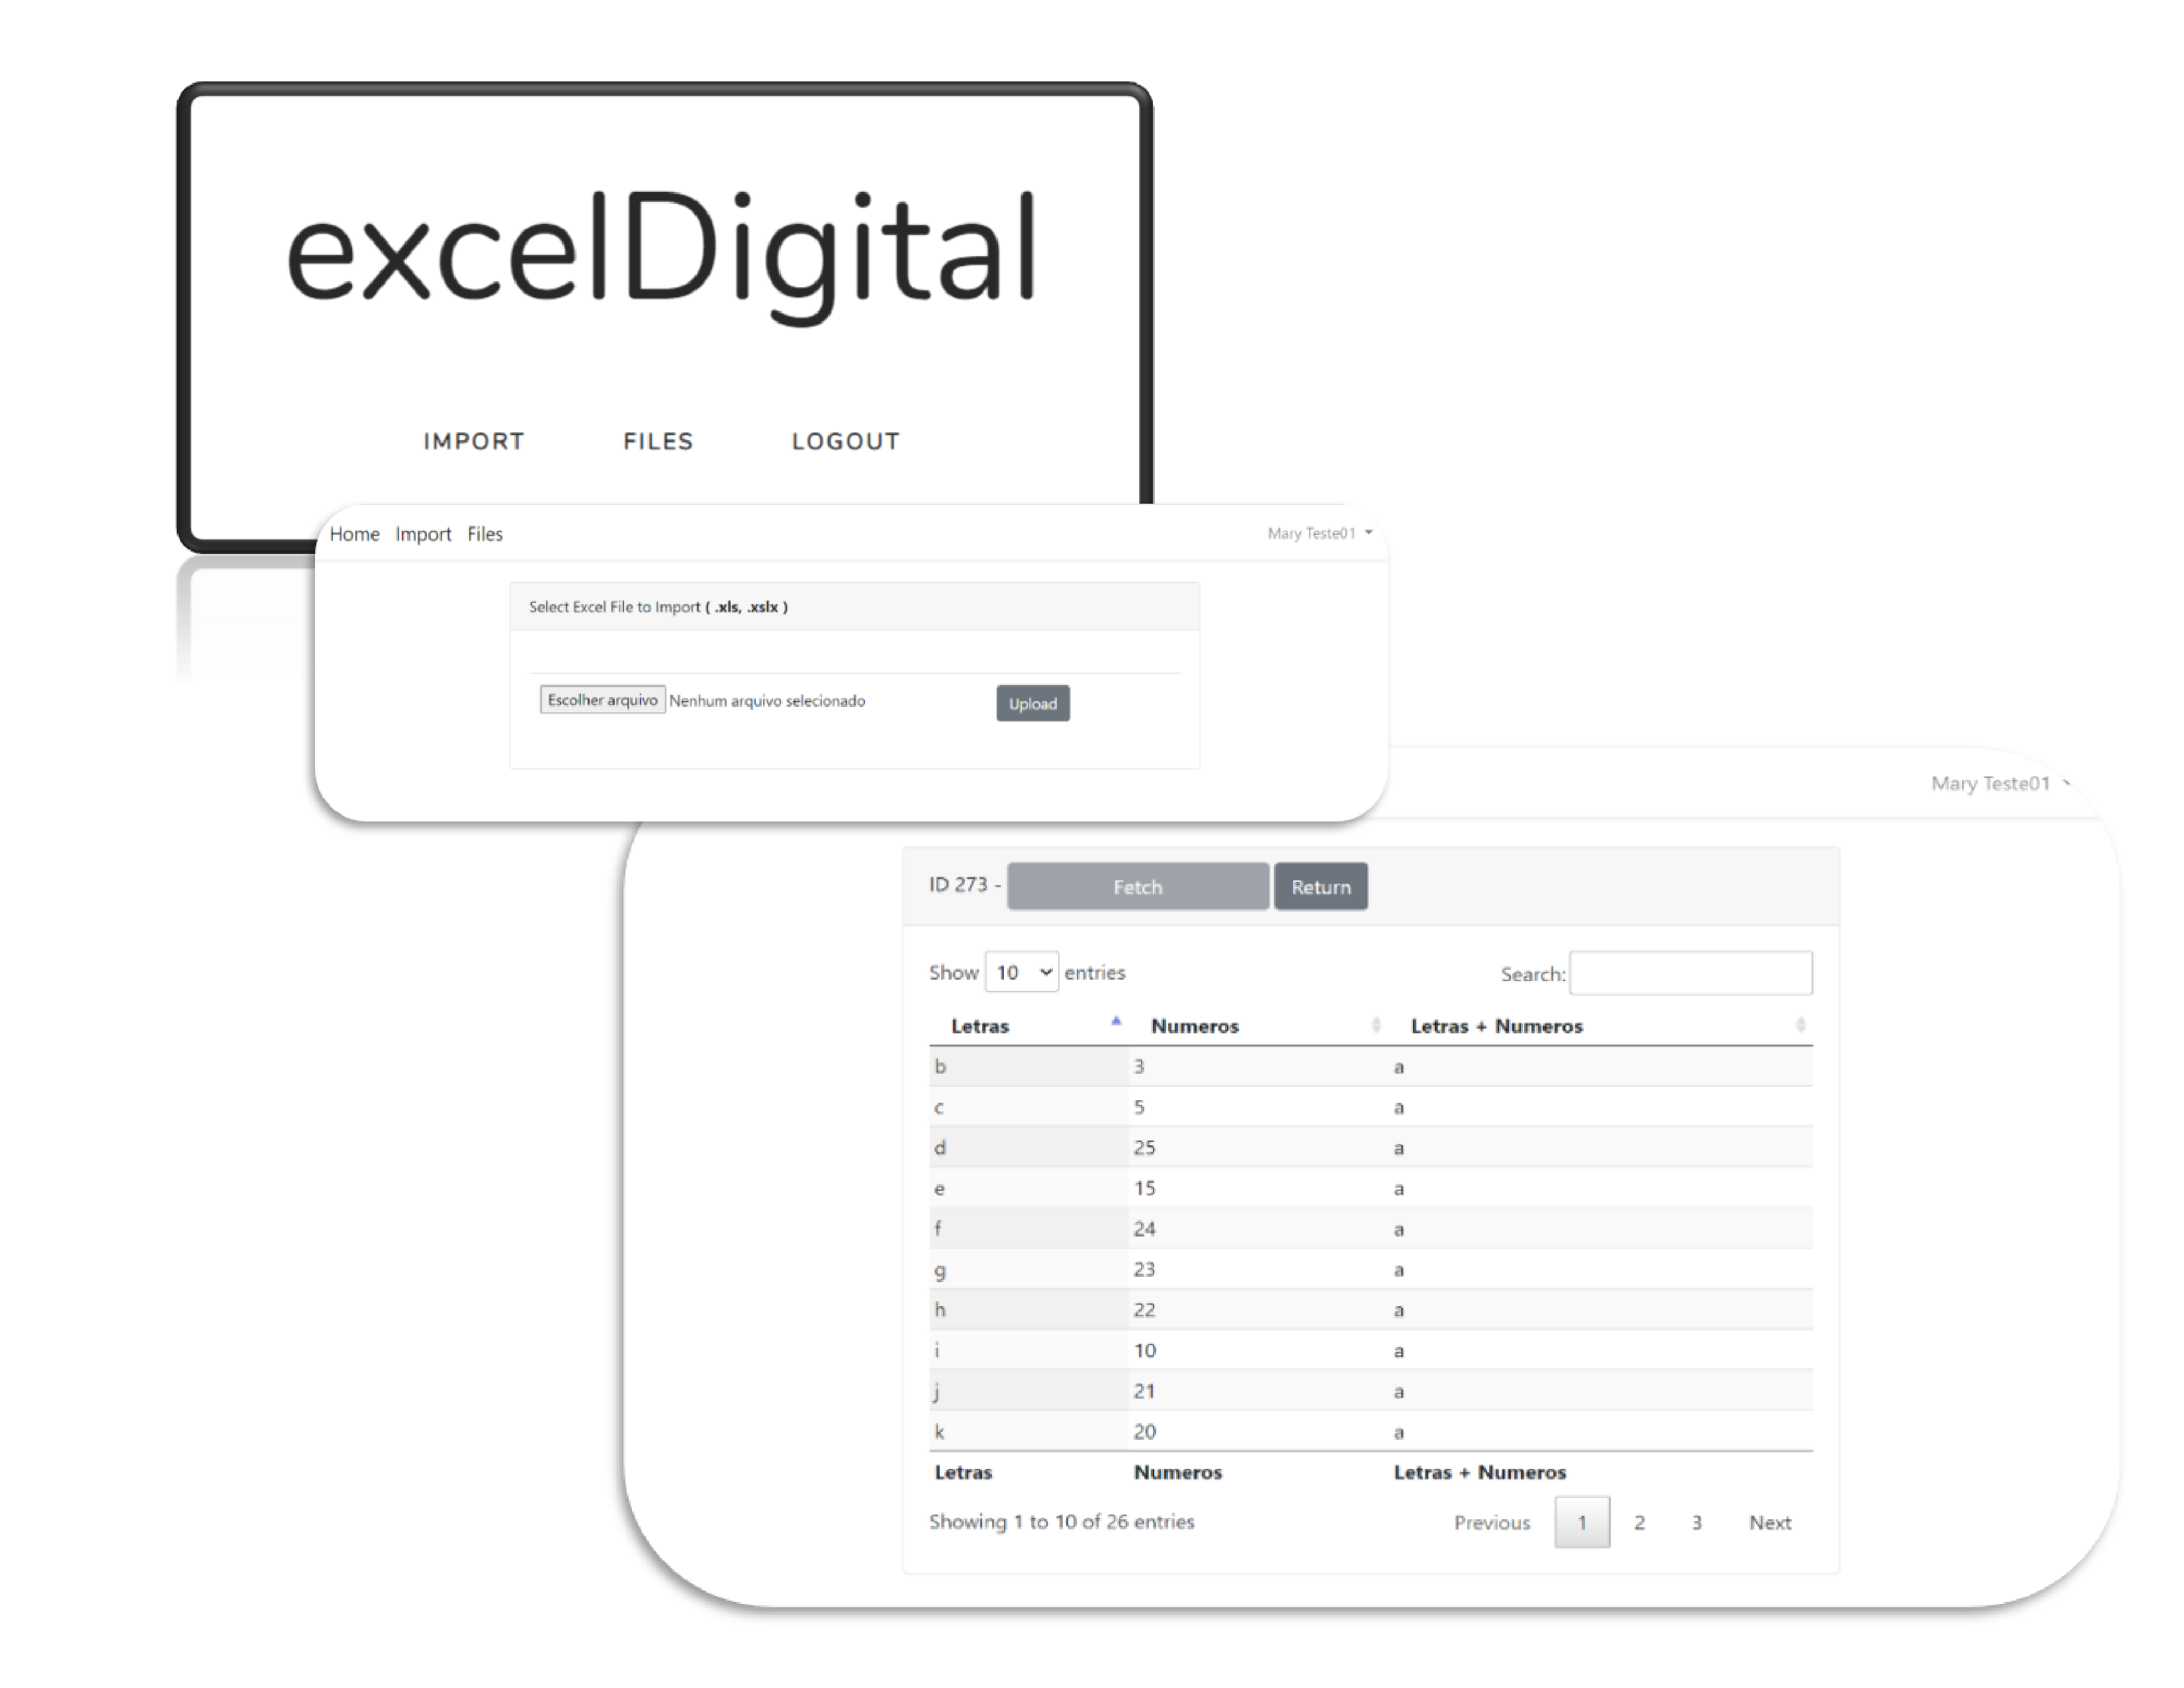 excelDigital
IMPORT FILES LOGOUT
Home Import Files Mary Teste01
Select Excel File to Import ( .xls, .xslx )
Escolher arquivo Nenhum arquivo selecionado Upload
Mary Teste01
ID 273 - Fetch Return
Show 10 entries Search:
Letras Numeros Letras + Numeros
b 3 a
c 5 a
d 25 a
e 15 a
f 24 a
g 23 a
h 22 a
i 10 a
j 21 a
k 20 a
Letras Numeros Letras + Numeros
Showing 1 to 10 of 26 entries Previous 1 2 3 Next